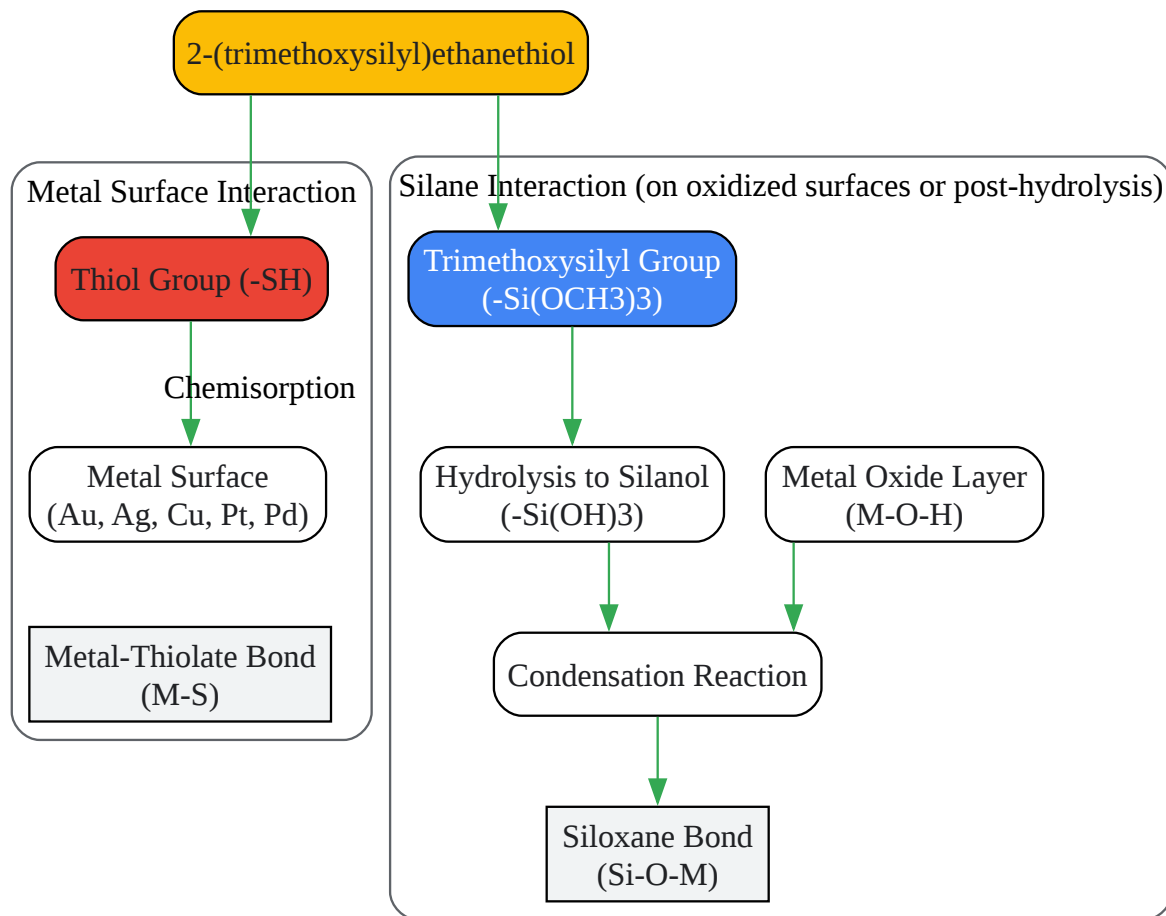 2-(trimethoxysilyl)ethanethiol
Metal Surface Interaction
Thiol Group (-SH)
Chemisorption
Metal Surface
(Au, Ag, Cu, Pt, Pd)
Metal-Thiolate Bond
(M-S)
Silane Interaction (on oxidized surfaces or post-hydrolysis)
Trimethoxysilyl Group
(-Si(OCH3)3)
Hydrolysis to Silanol
(-Si(OH)3)
Metal Oxide Layer
(M-O-H)
Condensation Reaction
Siloxane Bond
(Si-O-M)